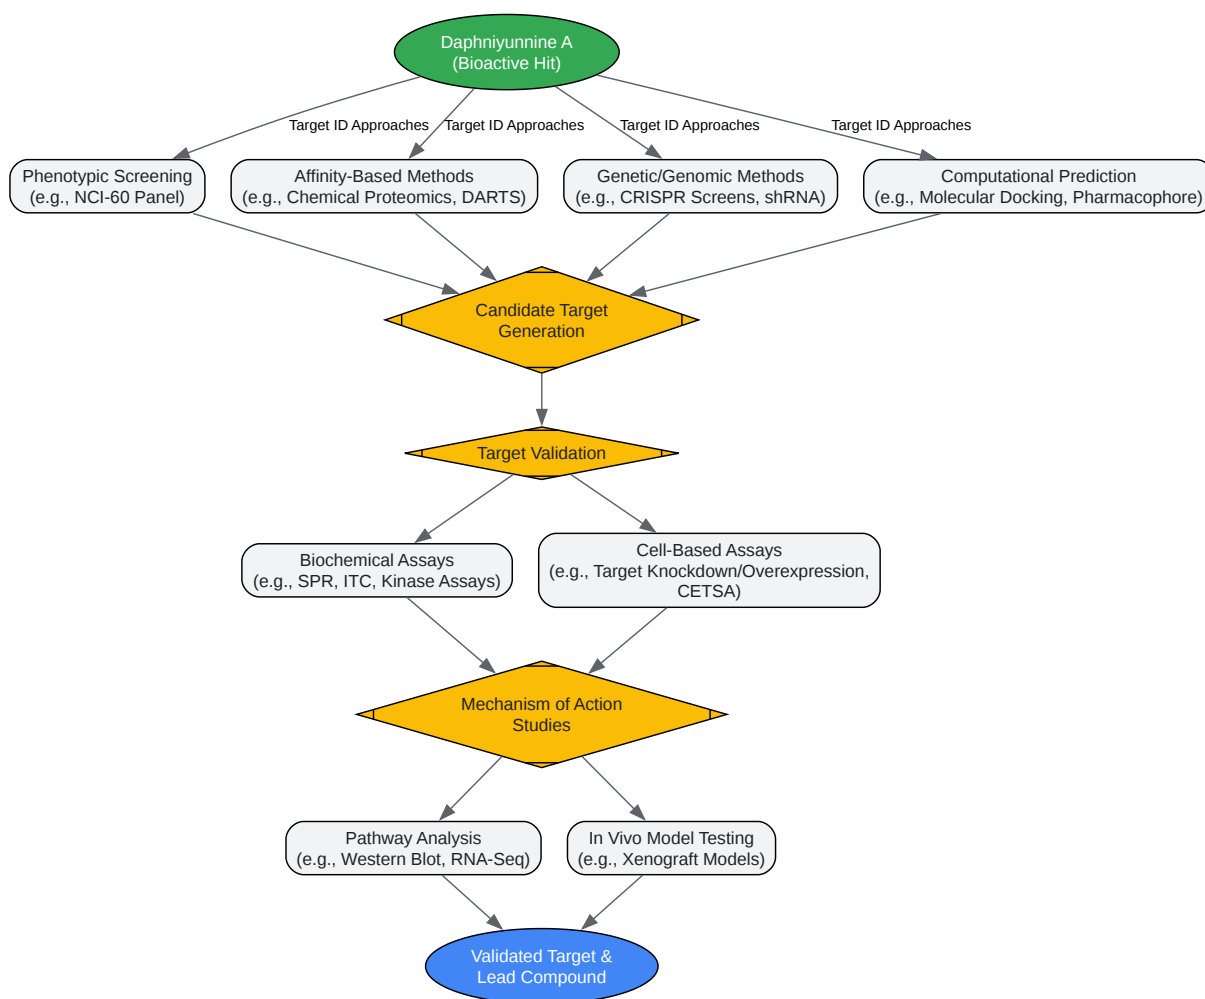 Daphniyunnine A
(Bioactive Hit)
Target ID Approaches
Target ID Approaches
Target ID Approaches
Target ID Approaches
Phenotypic Screening
(e.g., NCI-60 Panel)
Affinity-Based Methods
(e.g., Chemical Proteomics, DARTS)
Genetic/Genomic Methods
(e.g., CRISPR Screens, shRNA)
Computational Prediction
(e.g., Molecular Docking, Pharmacophore)
Candidate Target
Generation
Target Validation
Biochemical Assays
(e.g., SPR, ITC, Kinase Assays)
Cell-Based Assays
(e.g., Target Knockdown/Overexpression,
CETSA)
Mechanism of Action
Studies
Pathway Analysis
(e.g., Western Blot, RNA-Seq)
In Vivo Model Testing
(e.g., Xenograft Models)
Validated Target &
Lead Compound